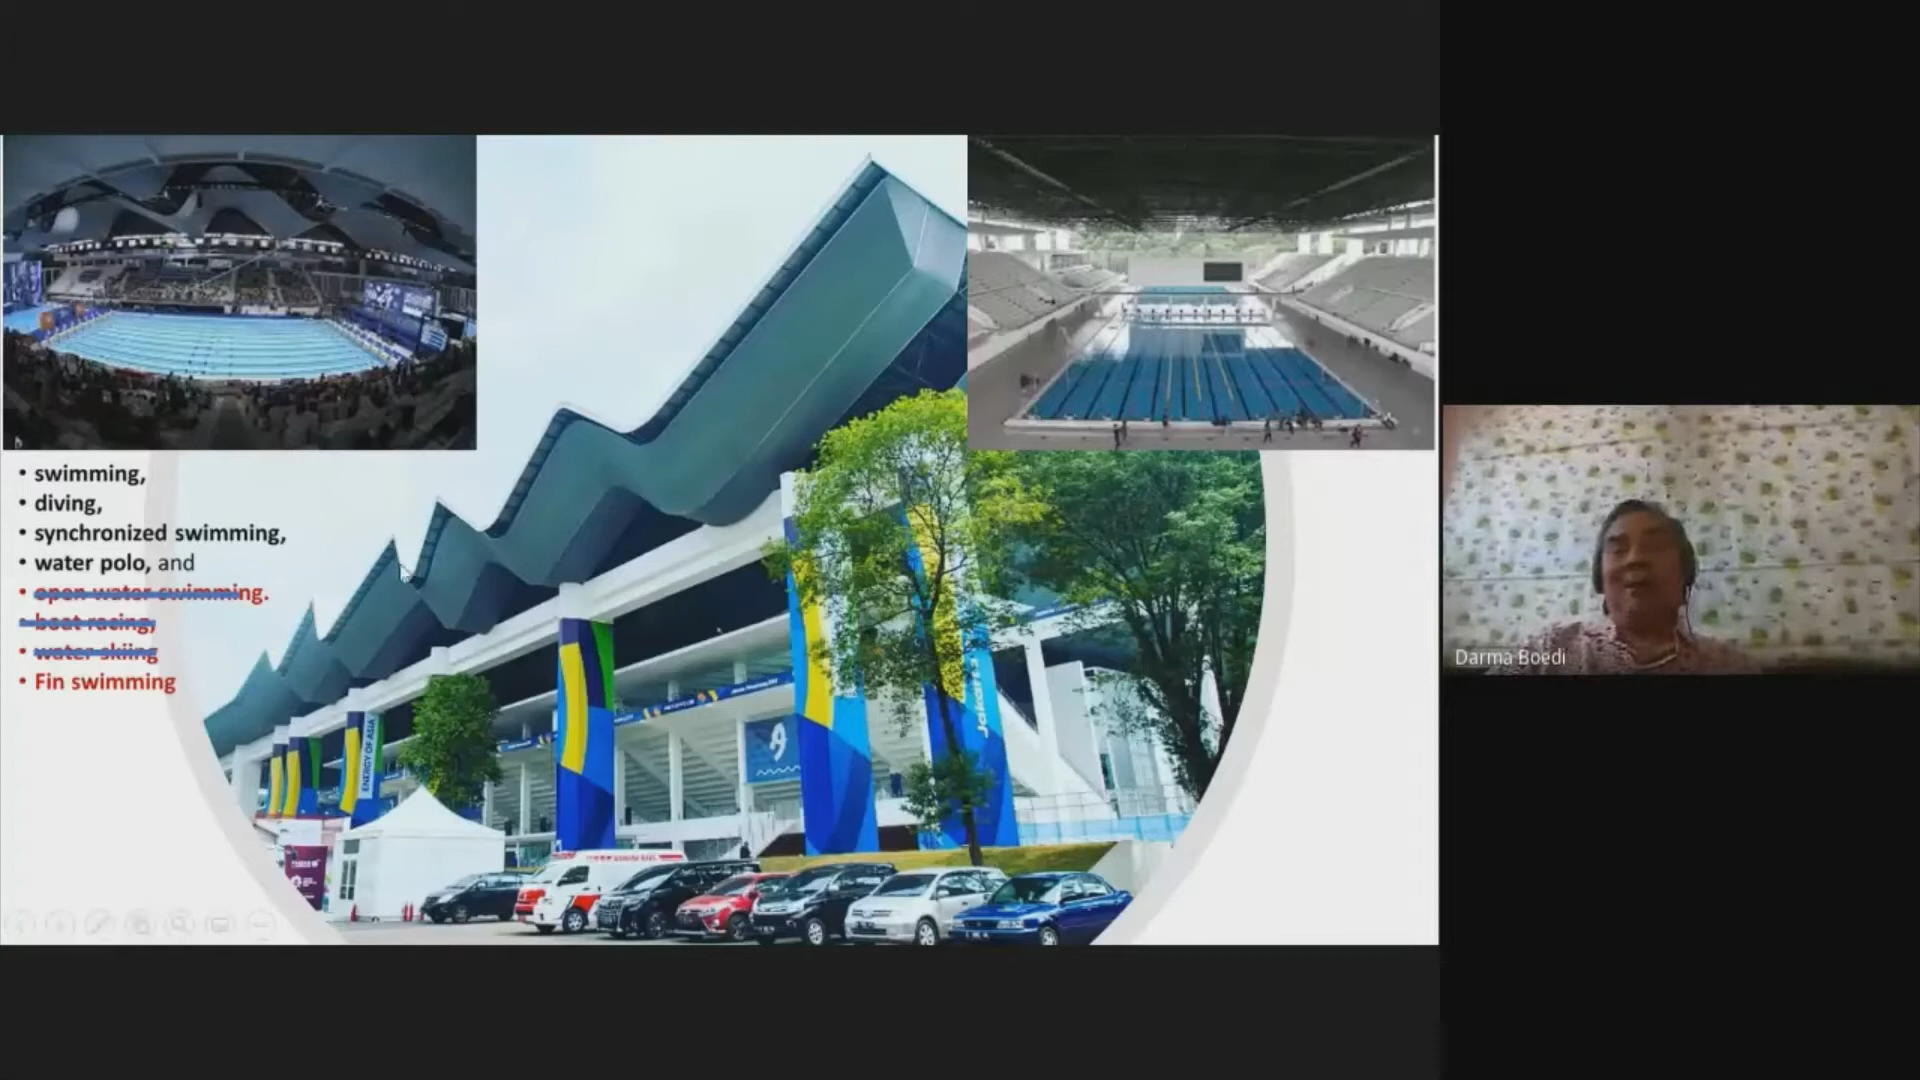 • swimming,
• diving,
• synchronized swimming,
• water polo, and
• open water swimming.
• boat racing,
• water skiing
• Fin swimming
ENERGY OF ASIA
Darma Boedi